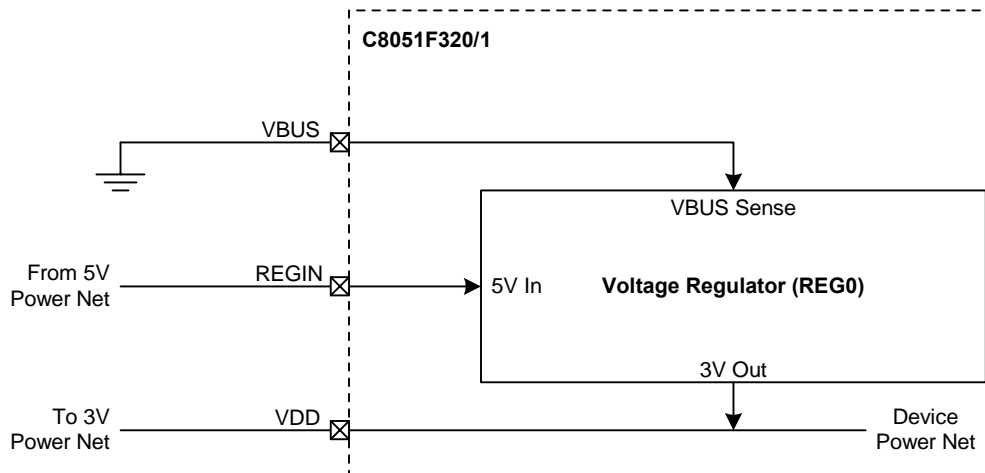 C8051F320/1
VBUS
VBUS Sense
From 5V
Power Net
REGIN
5V In
Voltage Regulator (REG0)
3V Out
To 3V
Power Net
VDD
Device
Power Net